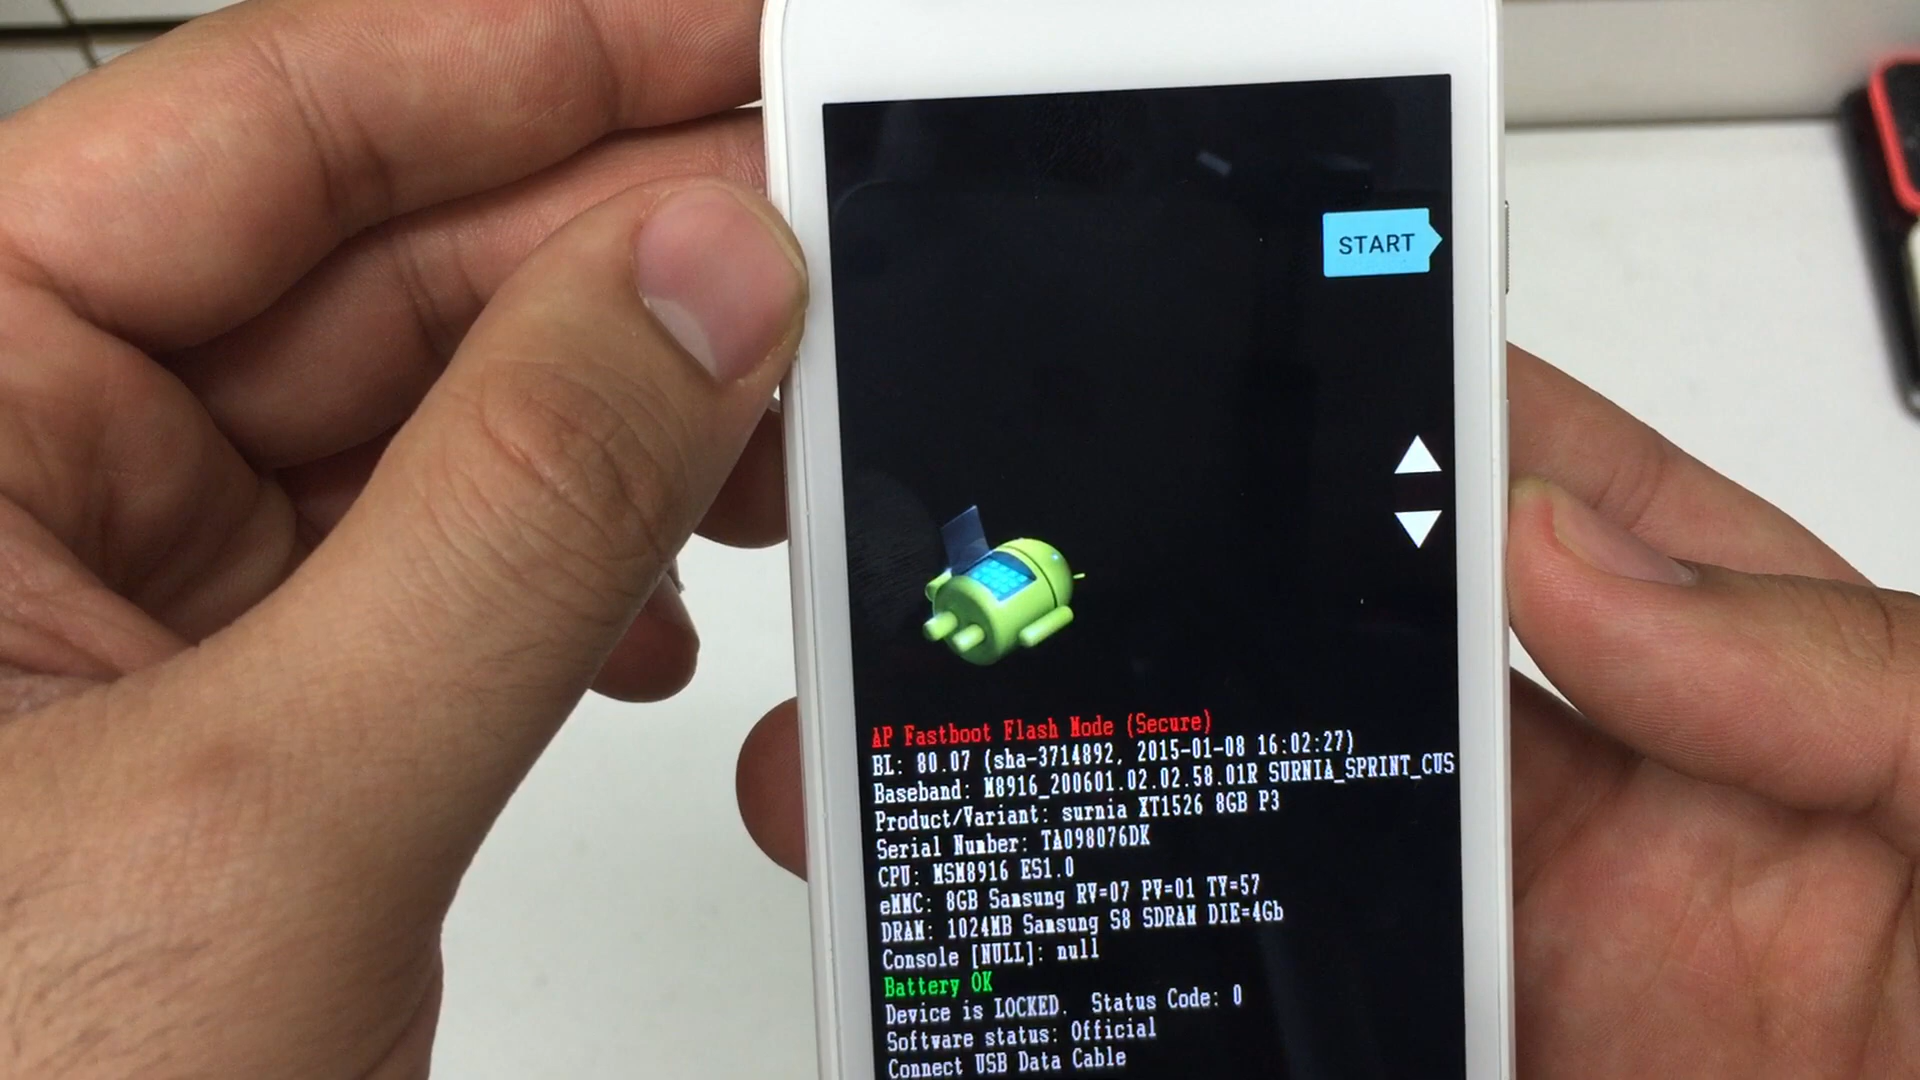 START
AP Fastboot Flash Mode (Secure)
BL: 80.07 (sha-3714892, 2015-01-08 16:02:27)
Baseband: M8916_200601.02.02.58.01R SURNIA_SPRINT_CUS
Product/Variant: surnia XT1526 8GB P3
Serial Number: TA098076DK
CPU: MSM8916 ES1.0
eMMC: 8GB Samsung RV=07 PV=01 TY=57
DRAM: 1024MB Samsung S8 SDRAM DIE=4Gb
Console [NULL]: null
Battery OK
Device is LOCKED. Status Code: 0
Software status: Official
Connect USB Data Cable